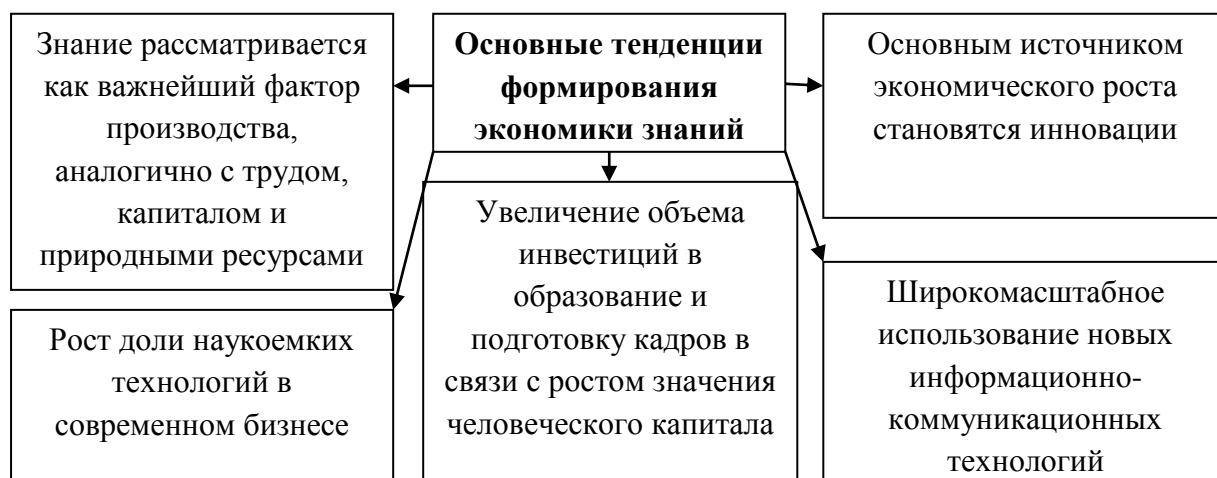 Основные тенденции
формирования
экономики знаний
Знание рассматривается
как важнейший фактор
производства,
аналогично с трудом,
капиталом и
природными ресурсами
Основным источником
экономического роста
становятся инновации
Рост доли наукоемких
технологий в
современном бизнесе
Увеличение объема
инвестиций в
образование и
подготовку кадров в
связи с ростом значения
человеческого капитала
Широкомасштабное
использование новых
информационно-
коммуникационных
технологий